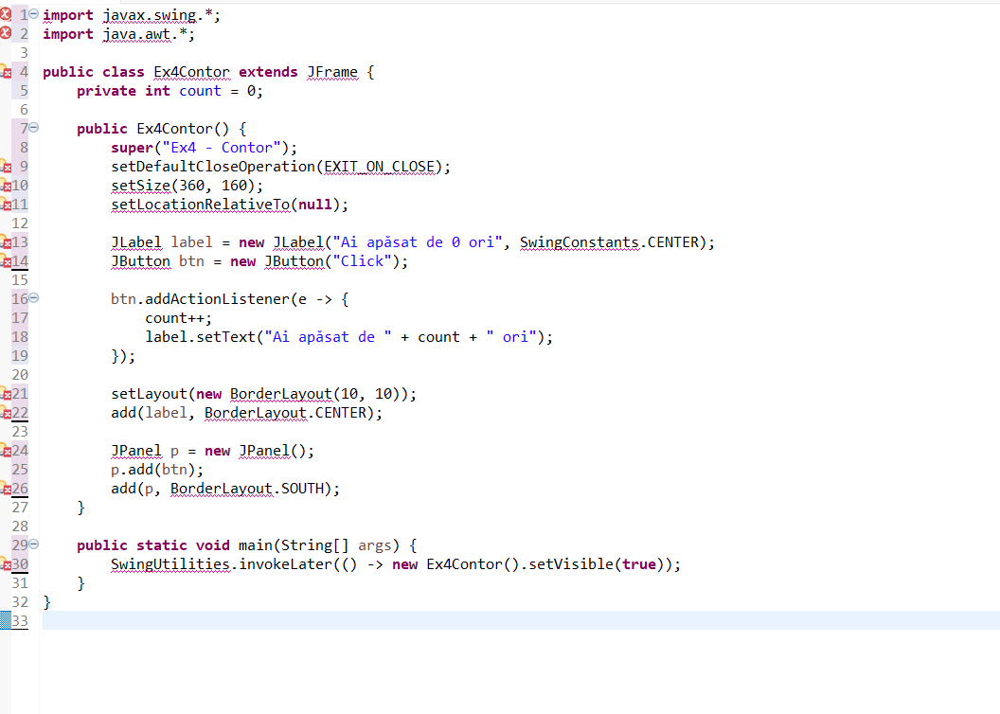 1 import javax.swing.*;
2 import java.awt.*;
3
4 public class Ex4Contor extends JFrame {
5     private int count = 0;
6
7     public Ex4Contor() {
8         super("Ex4 - Contor");
9         setDefaultCloseOperation(EXIT_ON_CLOSE);
10         setSize(360, 160);
11         setLocationRelativeTo(null);
12
13         JLabel label = new JLabel("Ai apăsat de 0 ori", SwingConstants.CENTER);
14         JButton btn = new JButton("Click");
15
16         btn.addActionListener(e -> {
17             count++;
18             label.setText("Ai apăsat de " + count + " ori");
19         });
20
21         setLayout(new BorderLayout(10, 10));
22         add(label, BorderLayout.CENTER);
23
24         JPanel p = new JPanel();
25         p.add(btn);
26         add(p, BorderLayout.SOUTH);
27     }
28
29     public static void main(String[] args) {
30         SwingUtilities.invokeLater(() -> new Ex4Contor().setVisible(true));
31     }
32 }
33